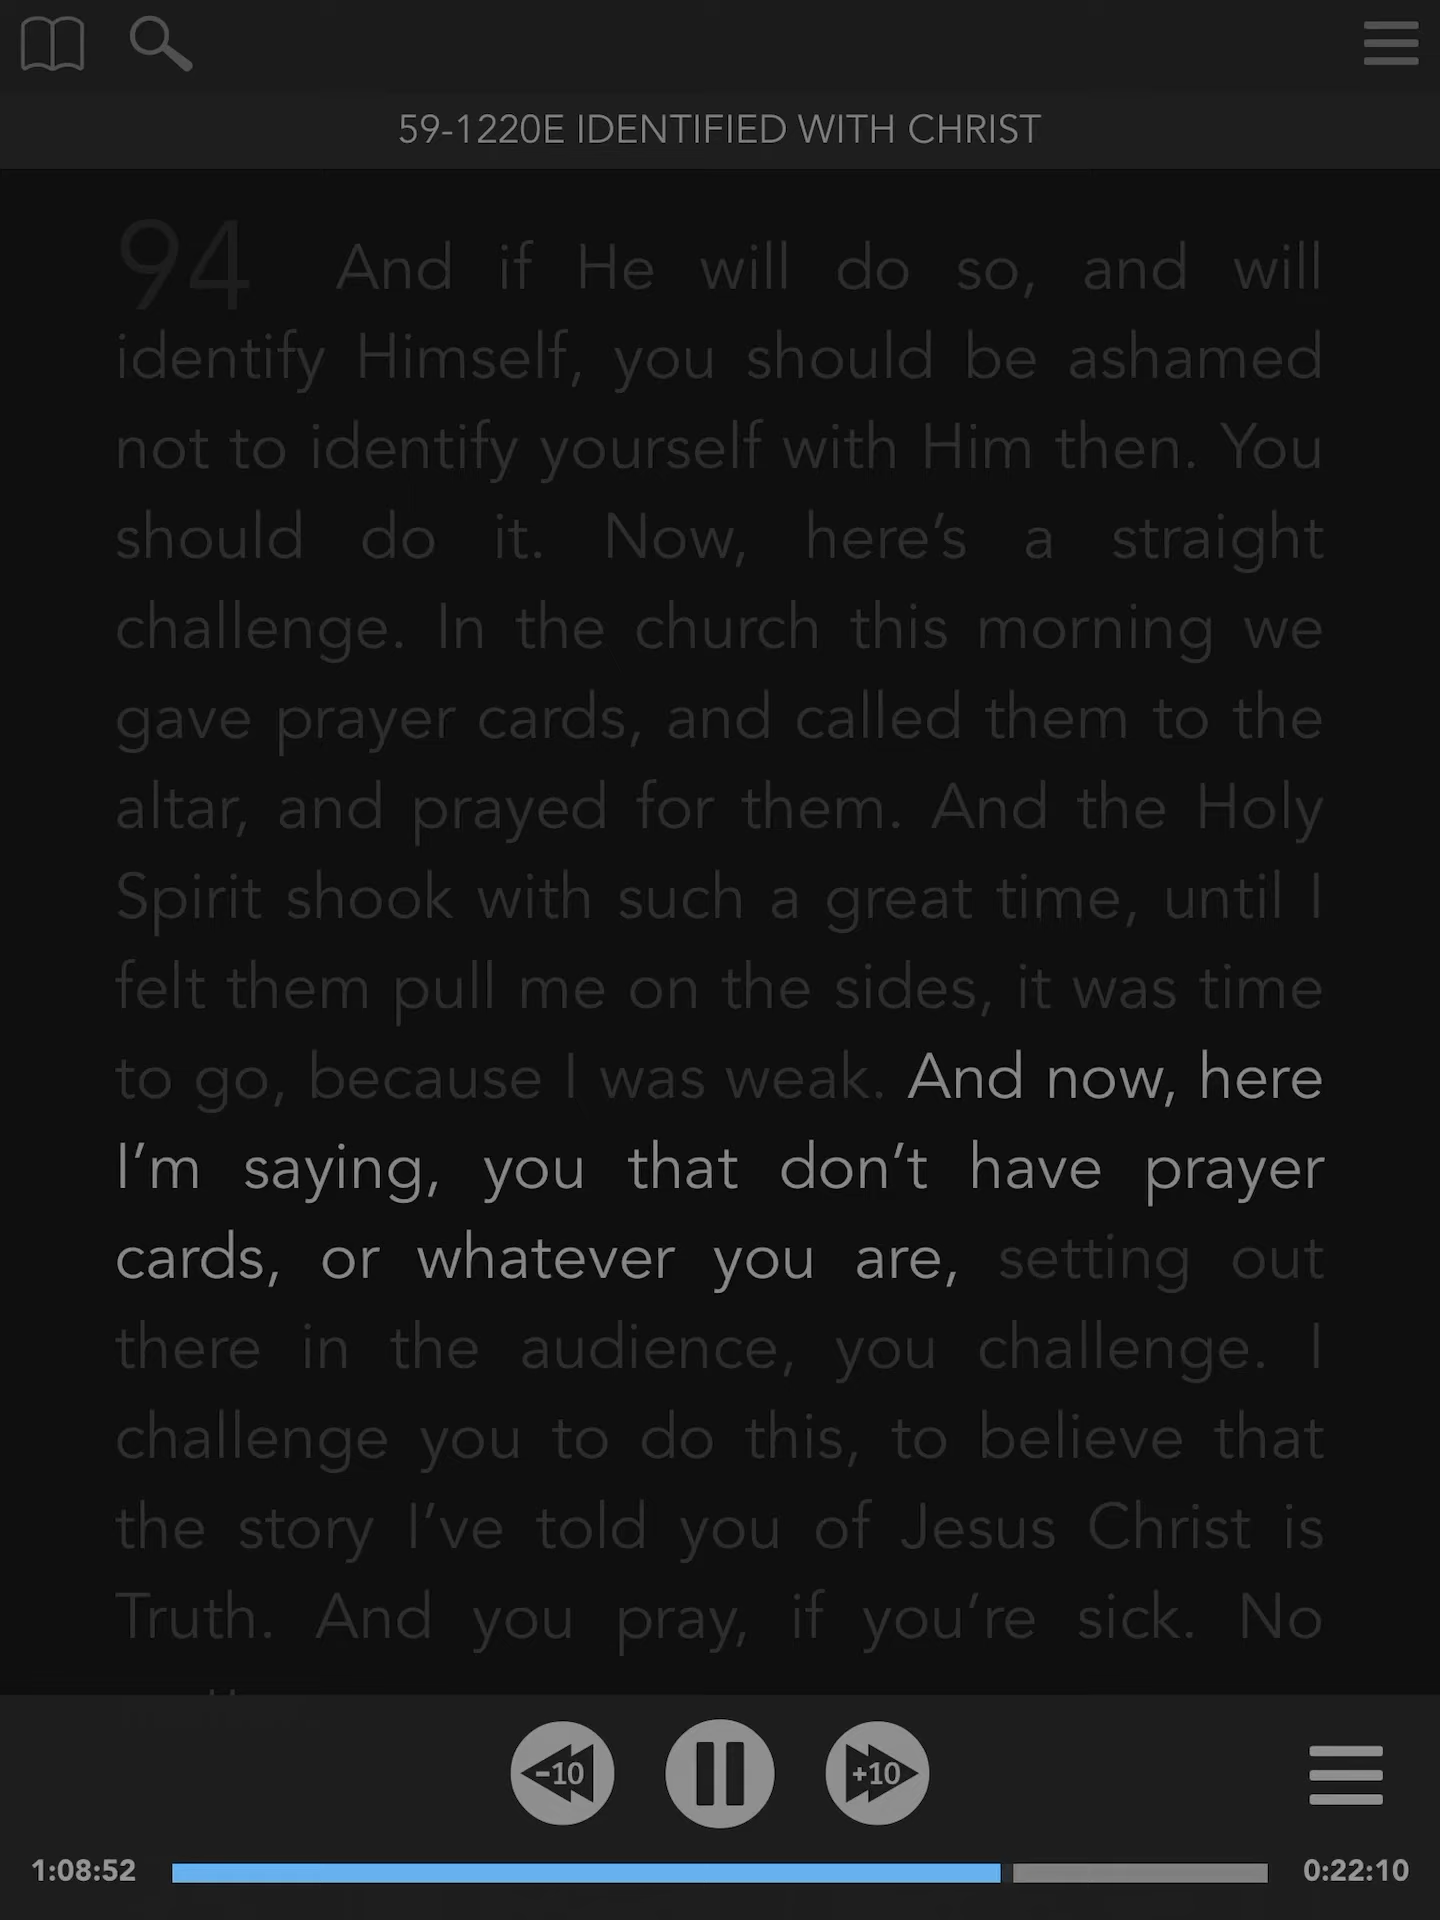 59-1220E IDENTIFIED WITH CHRIST
94 And if He will do so, and will
identify Himself, you should be ashamed
not to identify yourself with Him then. You
should do it. Now, here’s a straight
challenge. In the church this morning we
gave prayer cards, and called them to the
altar, and prayed for them. And the Holy
Spirit shook with such a great time, until I
felt them pull me on the sides, it was time
to go, because I was weak. And now, here
I’m saying, you that don’t have prayer
cards, or whatever you are, setting out
there in the audience, you challenge. I
challenge you to do this, to believe that
the story I’ve told you of Jesus Christ is
Truth. And you pray, if you’re sick. No
-10 +10
1:08:52 0:22:10